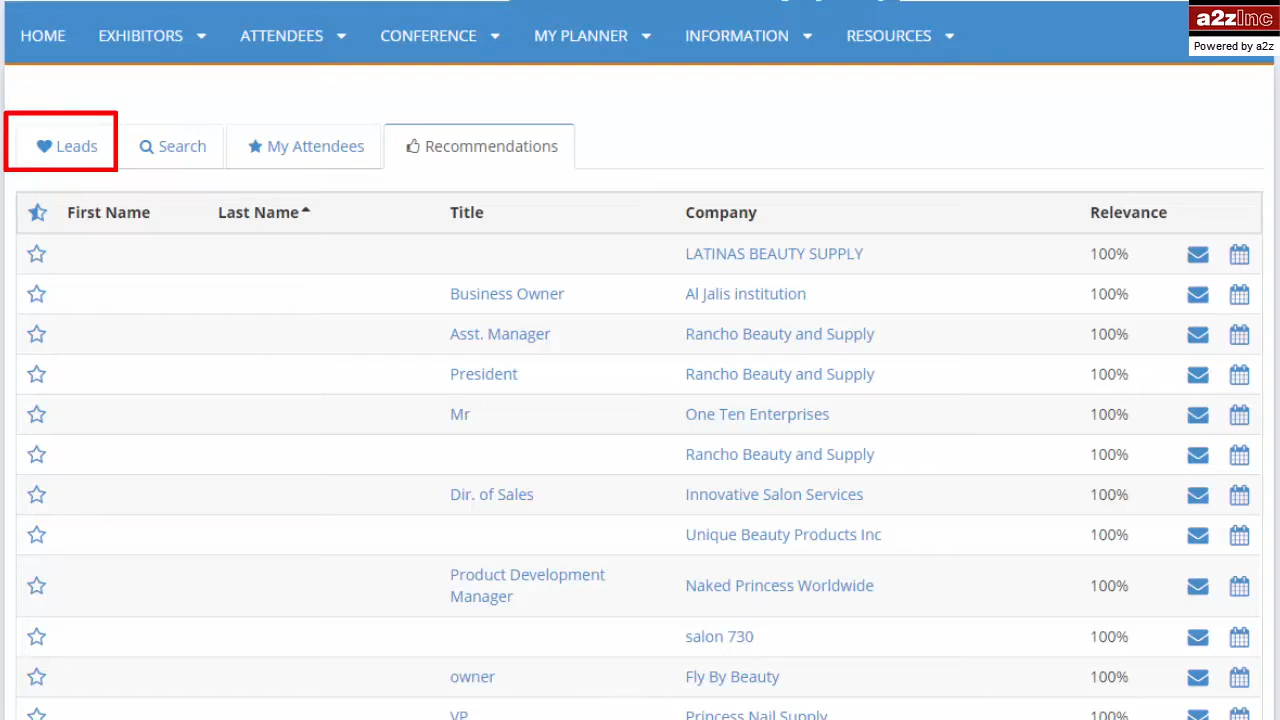 HOME EXHIBITORS ATTENDEES CONFERENCE MY PLANNER INFORMATION RESOURCES
a2zInc
Powered by a2z
Leads Search My Attendees Recommendations
First Name Last Name Title Company Relevance
LATINAS BEAUTY SUPPLY 100%
Business Owner Al Jalis institution 100%
Asst. Manager Rancho Beauty and Supply 100%
President Rancho Beauty and Supply 100%
Mr One Ten Enterprises 100%
Rancho Beauty and Supply 100%
Dir. of Sales Innovative Salon Services 100%
Unique Beauty Products Inc 100%
Product Development
Manager Naked Princess Worldwide 100%
salon 730 100%
owner Fly By Beauty 100%
VP Princess Nail Supply 100%